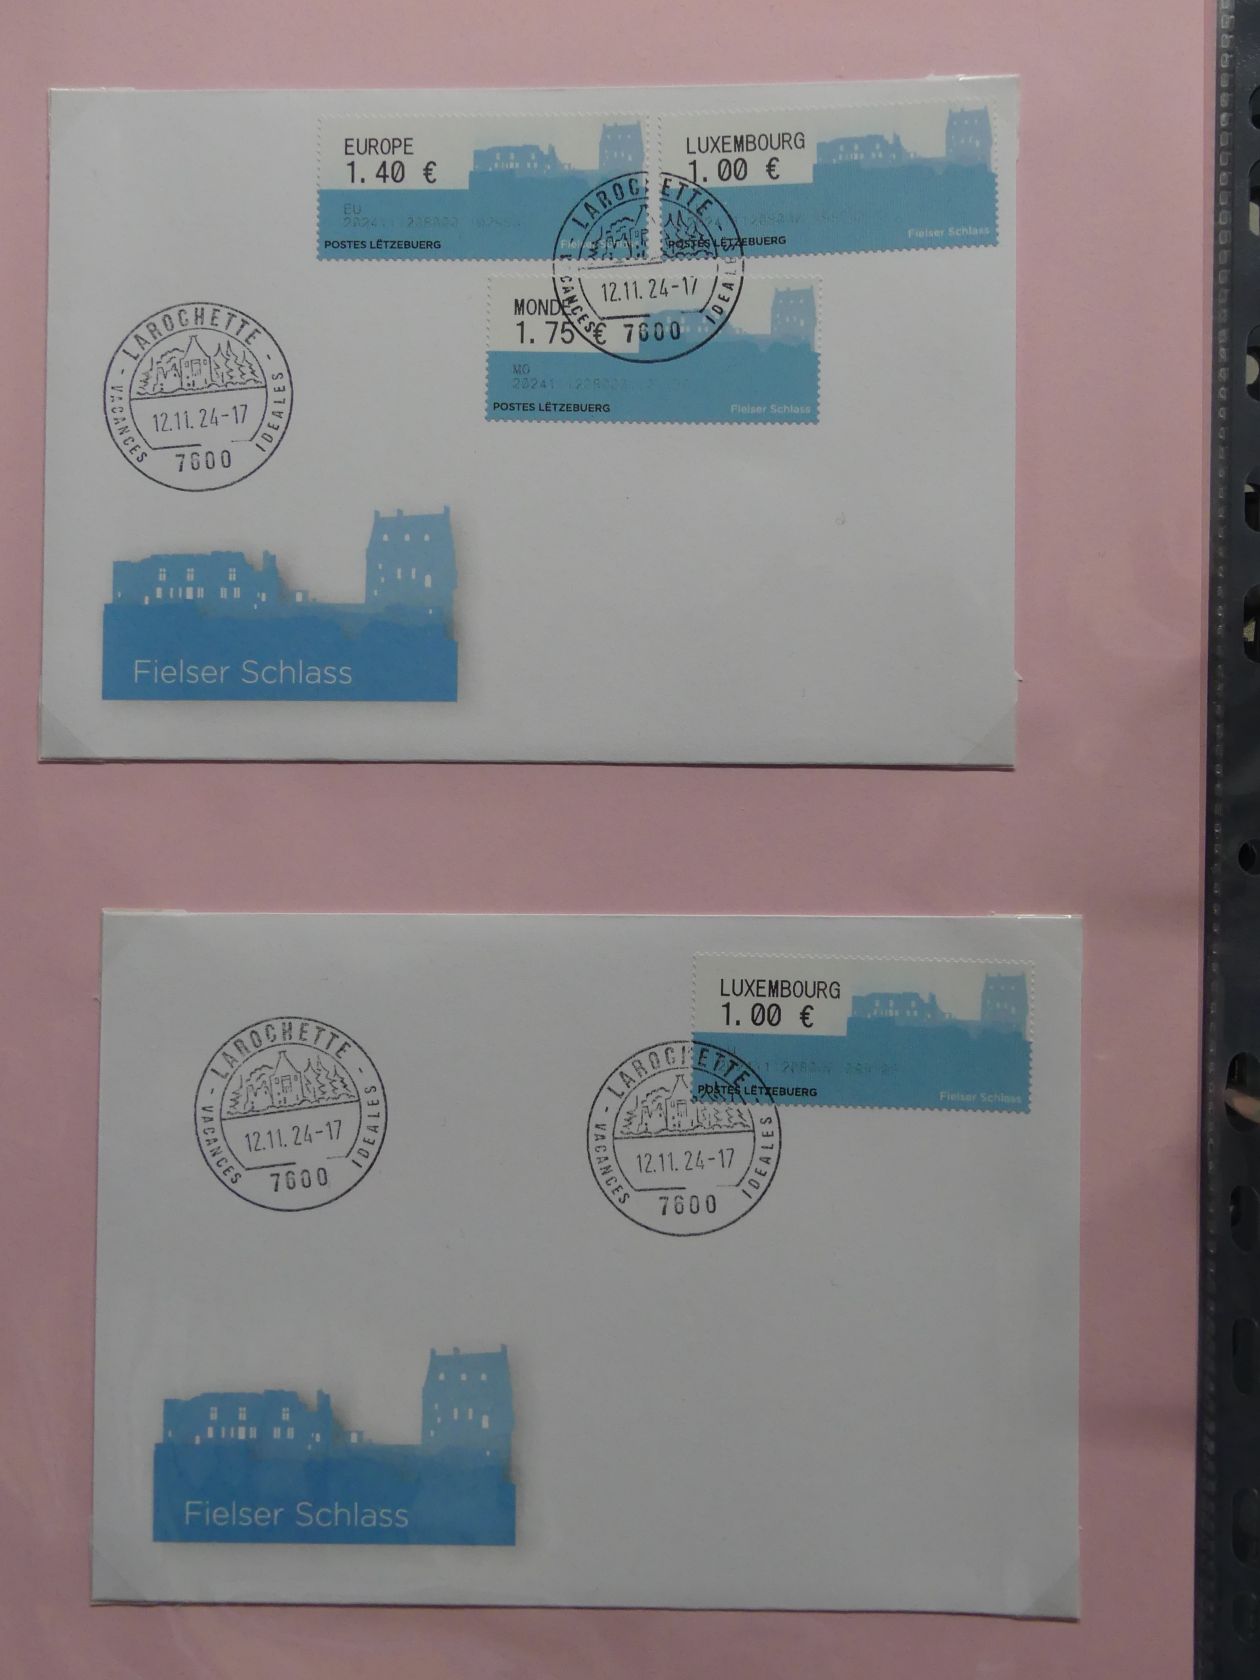 EUROPE
1.40 €
EU
POSTES LËTZEBUERG
LUXEMBOURG
1.00 €
POSTES LËTZEBUERG
Fielser Schlass
LAROCHETTE
12.11.24-17
VACANCES IDEALES
7600
MONDE
1.75 €
MO
POSTES LËTZEBUERG
Fielser Schlass
- LAROCHETTE -
12.11.24-17
VACANCES IDEALES
7600
Fielser Schlass
LUXEMBOURG
1.00 €
POSTES LËTZEBUERG
Fielser Schlass
- LAROCHETTE -
12.11.24-17
VACANCES IDEALES
7600
- LAROCHETTE -
12.11.24-17
VACANCES IDEALES
7600
Fielser Schlass